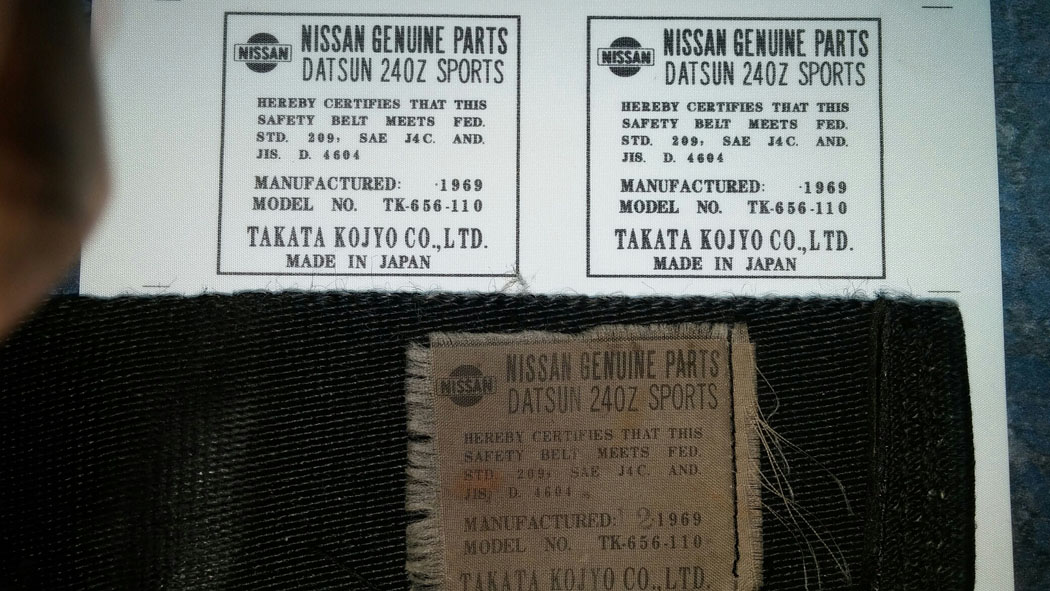 NISSAN
NISSAN GENUINE PARTS
DATSUN 240Z SPORTS
HEREBY CERTIFIES THAT THIS
SAFETY BELT MEETS FED.
STD. 209, SAE J4C. AND.
JIS. D. 4604
MANUFACTURED: ·1969
MODEL NO. TK-656-110
TAKATA KOJYO CO.,LTD.
MADE IN JAPAN
NISSAN
NISSAN GENUINE PARTS
DATSUN 240Z SPORTS
HEREBY CERTIFIES THAT THIS
SAFETY BELT MEETS FED.
STD. 209, SAE J4C. AND.
JIS. D. 4604
MANUFACTURED: ·1969
MODEL NO. TK-656-110
TAKATA KOJYO CO.,LTD.
MADE IN JAPAN
NISSAN
NISSAN GENUINE PARTS
DATSUN 240Z SPORTS
HEREBY CERTIFIES THAT THIS
SAFETY BELT MEETS FED.
STD. 209, SAE J4C. AND.
JIS, D. 4604
MANUFACTURED: 12·1969
MODEL NO. TK-656-110
TAKATA KOJYO CO.,LTD.